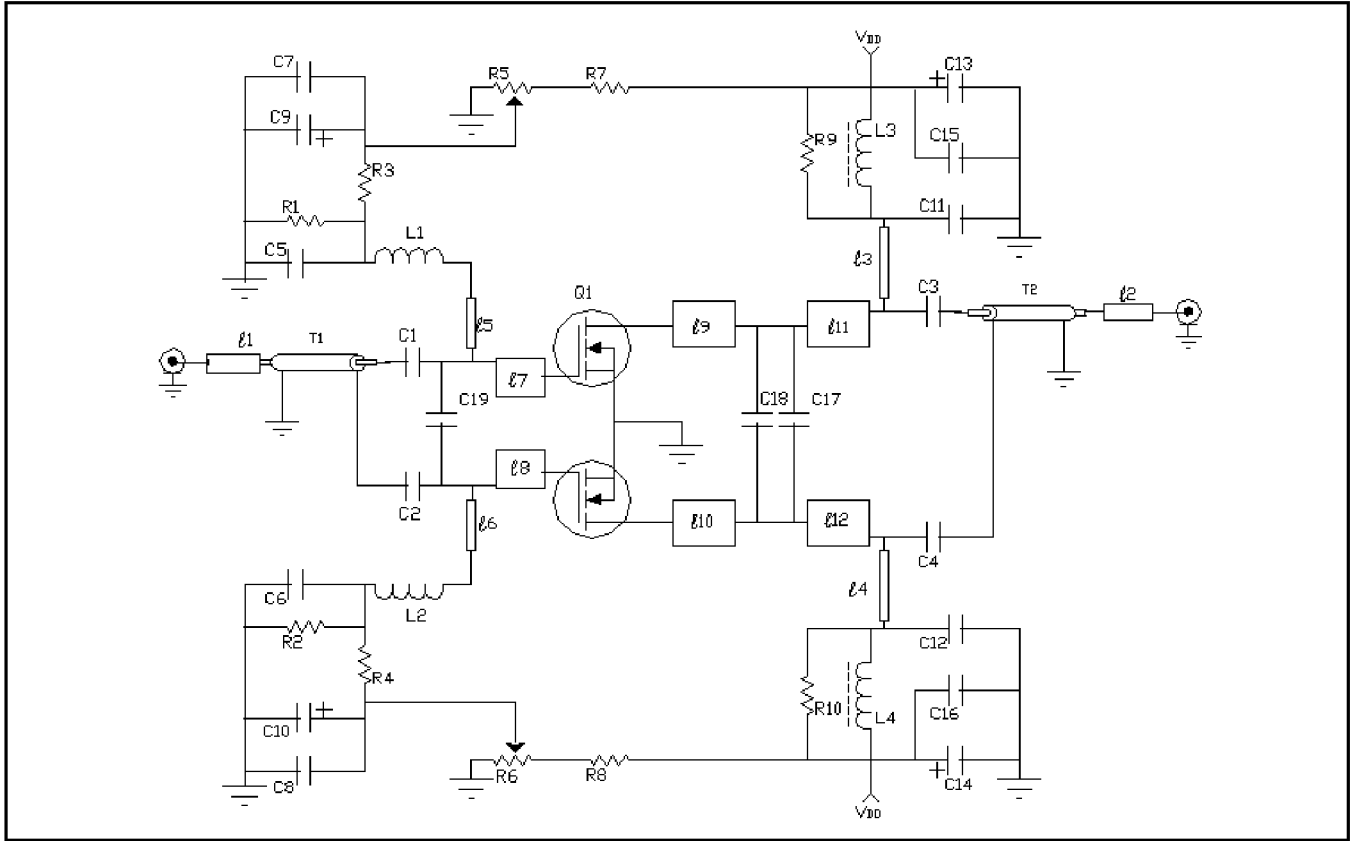 VDD
C7
R5
R7
C13
+
C9
+
L3
R9
C15
R3
R1
C11
L1
C5
ℓ3
C3
T2
ℓ2
Q1
ℓ5
ℓ9
ℓ11
ℓ1
T1
C1
ℓ7
C19
C18
C17
ℓ8
C2
ℓ6
ℓ10
ℓ12
C4
ℓ4
C6
L2
R2
C12
R4
R10
L4
C16
C10
+
R6
R8
+
C14
C8
VDD